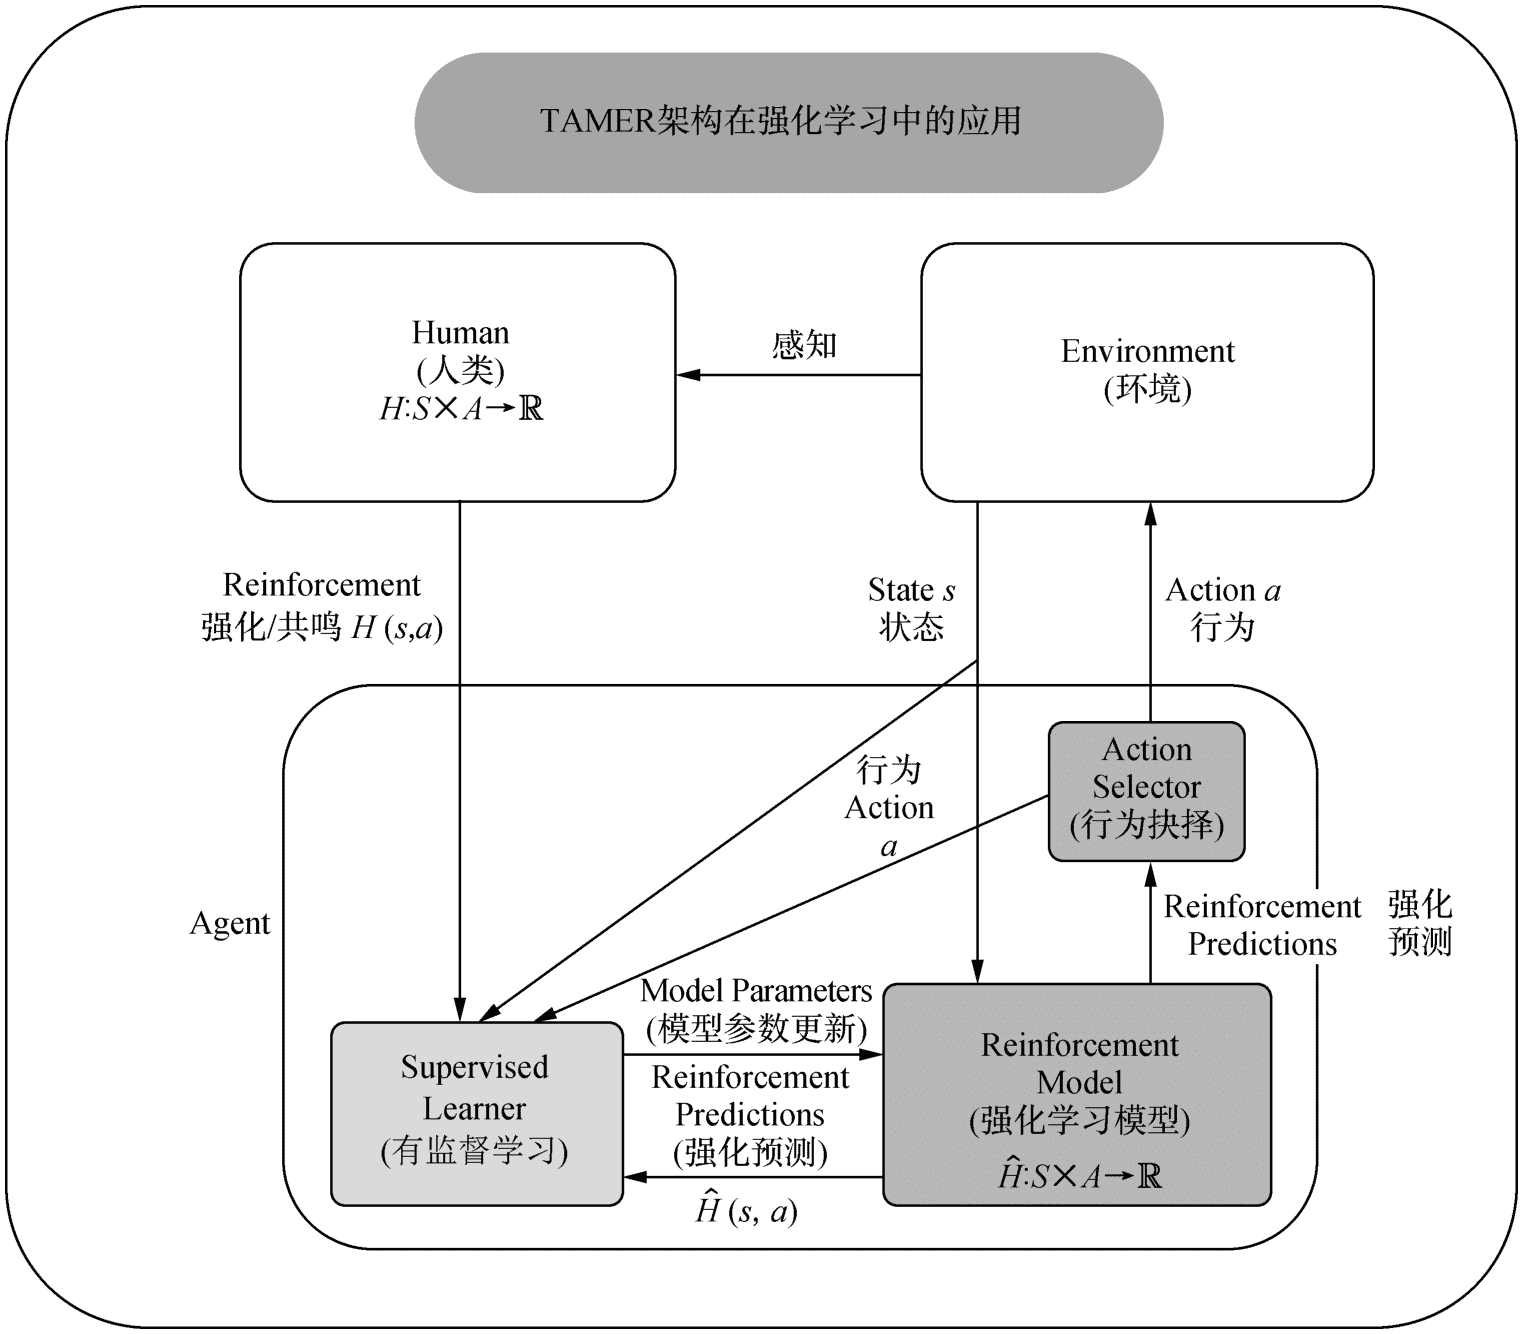 TAMER架构在强化学习中的应用
Human
(人类)
H:S×A→ℝ
感知
Environment
(环境)
Reinforcement
强化/共鸣 H (s,a)
State s
状态
Action a
行为
Action
Selector
(行为抉择)
行为
Action
a
Agent
Reinforcement 强化
Predictions 预测
Model Parameters
(模型参数更新)
Supervised
Learner
(有监督学习)
Reinforcement
Predictions
(强化预测)
Ĥ (s, a)
Reinforcement
Model
(强化学习模型)
Ĥ:S×A→ℝ